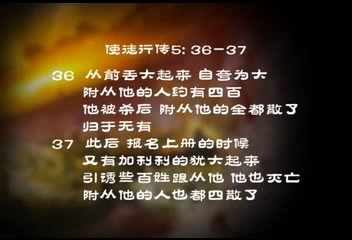 使徒行传5: 36-37
36 从前丢大起来 自夸为大
附从他的人约有四百
他被杀后 附从他的全都散了
归于无有
37 此后 报名上册的时候
又有加利利的犹大起来
引诱些百姓跟从他 他也灭亡
附从他的人也都四散了